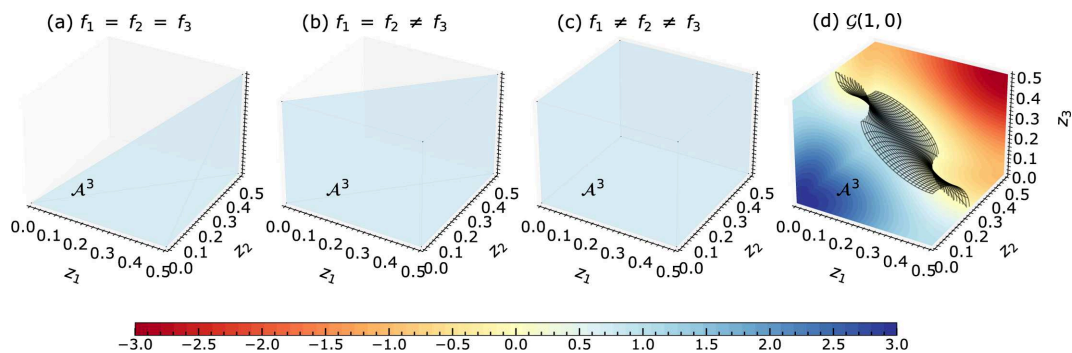 (a) f₁ = f₂ = f₃
(b) f₁ = f₂ ≠ f₃
(c) f₁ ≠ f₂ ≠ f₃
(d) 𝒢(1, 0)
𝒜³
0.0 0.1 0.2 0.3 0.4 0.5
z₁
0.0 0.1 0.2 0.3 0.4 0.5
z₂
𝒜³
0.0 0.1 0.2 0.3 0.4 0.5
z₁
0.0 0.1 0.2 0.3 0.4 0.5
z₂
𝒜³
0.0 0.1 0.2 0.3 0.4 0.5
z₁
0.0 0.1 0.2 0.3 0.4 0.5
z₂
𝒜³
0.0 0.1 0.2 0.3 0.4 0.5
z₁
0.0 0.1 0.2 0.3 0.4 0.5
z₂
0.5
0.4
0.3
0.2
0.1
0.0
z₃
−3.0 −2.5 −2.0 −1.5 −1.0 −0.5 0.0 0.5 1.0 1.5 2.0 2.5 3.0